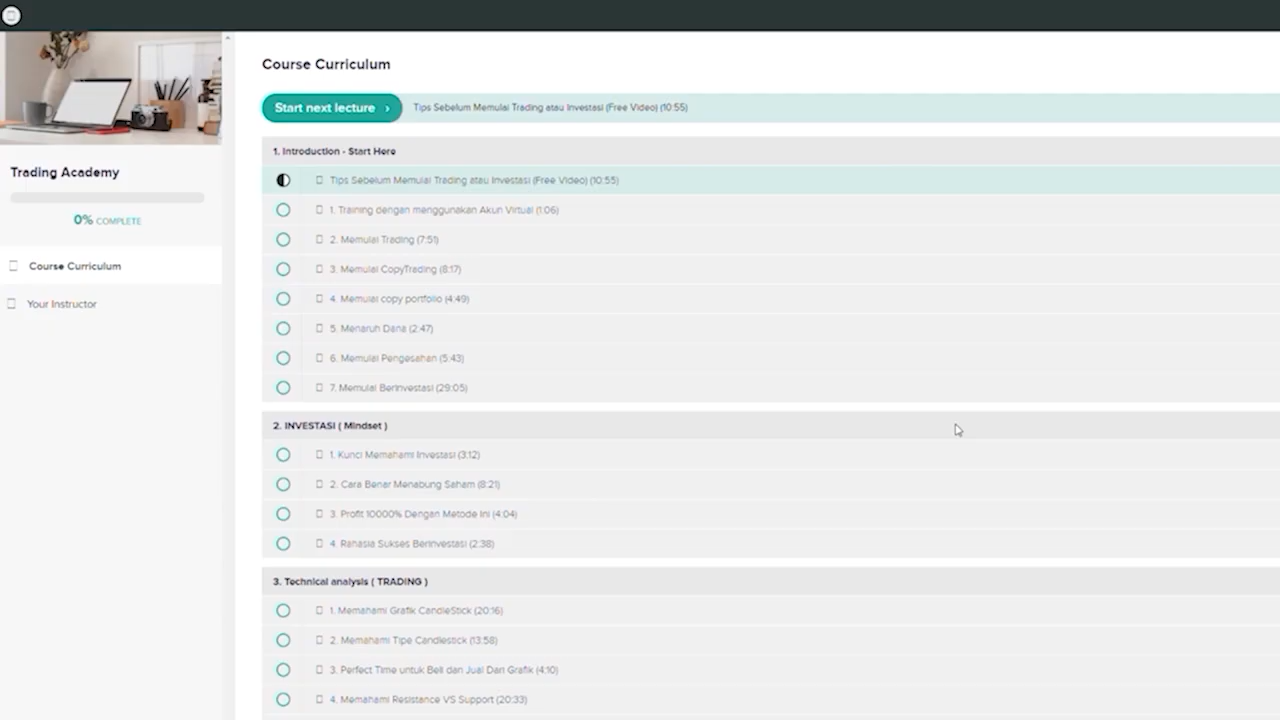 Course Curriculum
Start next lecture ›
Tips Sebelum Memulai Trading atau Investasi (Free Video) (10:55)
1. Introduction - Start Here
Tips Sebelum Memulai Trading atau Investasi (Free Video) (10:55)
1. Training dengan menggunakan Akun Virtual (1:06)
2. Memulai Trading (7:51)
3. Memulai CopyTrading (8:17)
4. Memulai copy portfolio (4:49)
5. Menaruh Dana (2:47)
6. Memulai Pengesahan (5:43)
7. Memulai Berinvestasi (29:05)
2. INVESTASI ( Mindset )
1. Kunci Memahami Investasi (3:12)
2. Cara Benar Menabung Saham (8:21)
3. Profit 10000% Dengan Metode Ini (4:04)
4. Rahasia Sukses Berinvestasi (2:38)
3. Technical analysis ( TRADING )
1. Memahami Grafik CandleStick (20:16)
2. Memahami Tipe Candlestick (13:58)
3. Perfect Time untuk Beli dan Jual Dari Grafik (4:10)
4. Memahami Resistance VS Support (20:33)
Trading Academy
0% COMPLETE
Course Curriculum
Your Instructor